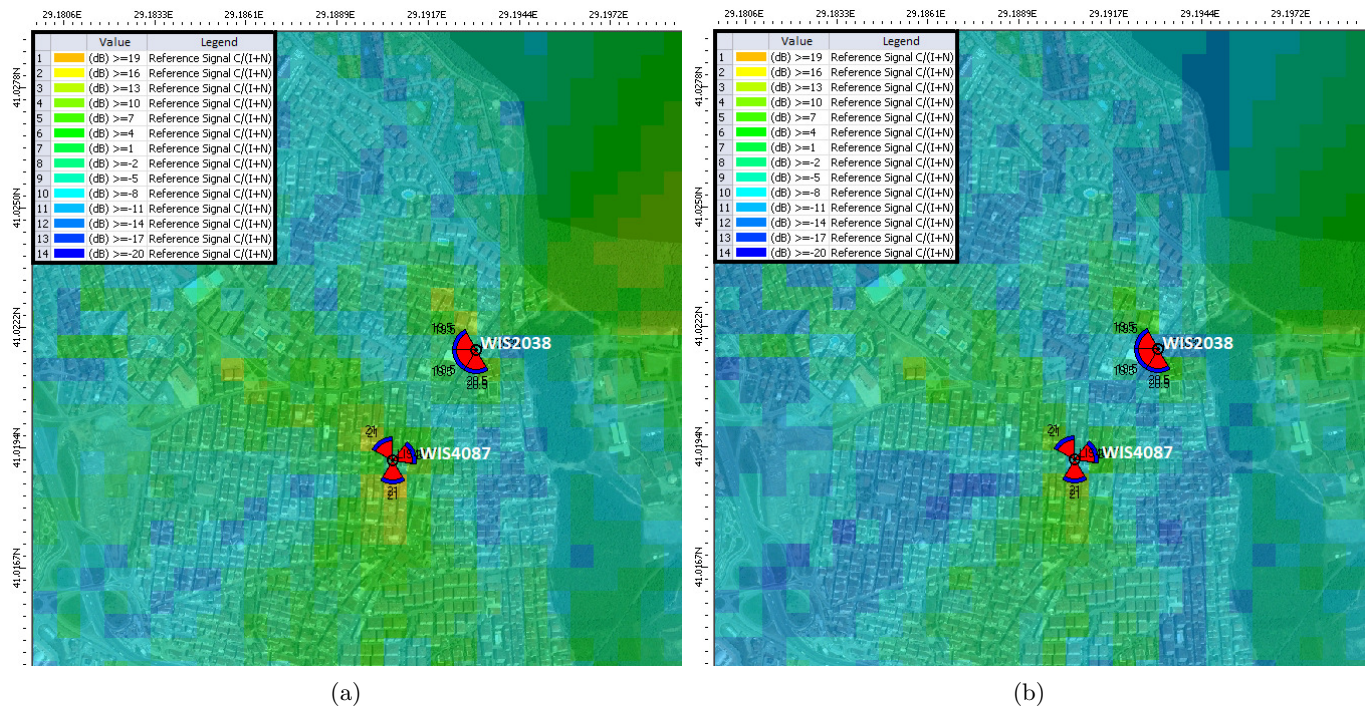 29.1806E 29.1833E 29.1861E 29.1889E 29.1917E 29.1944E 29.1972E
41.0278N
41.0250N
41.0222N
41.0194N
41.0167N
Value Legend
1 (dB) >=19 Reference Signal C/(I+N)
2 (dB) >=16 Reference Signal C/(I+N)
3 (dB) >=13 Reference Signal C/(I+N)
4 (dB) >=10 Reference Signal C/(I+N)
5 (dB) >=7 Reference Signal C/(I+N)
6 (dB) >=4 Reference Signal C/(I+N)
7 (dB) >=1 Reference Signal C/(I+N)
8 (dB) >=-2 Reference Signal C/(I+N)
9 (dB) >=-5 Reference Signal C/(I+N)
10 (dB) >=-8 Reference Signal C/(I+N)
11 (dB) >=-11 Reference Signal C/(I+N)
12 (dB) >=-14 Reference Signal C/(I+N)
13 (dB) >=-17 Reference Signal C/(I+N)
14 (dB) >=-20 Reference Signal C/(I+N)
WIS2038
21
WIS4087
21
(a)
29.1806E 29.1833E 29.1861E 29.1889E 29.1917E 29.1944E 29.1972E
41.0278N
41.0250N
41.0222N
41.0194N
41.0167N
Value Legend
1 (dB) >=19 Reference Signal C/(I+N)
2 (dB) >=16 Reference Signal C/(I+N)
3 (dB) >=13 Reference Signal C/(I+N)
4 (dB) >=10 Reference Signal C/(I+N)
5 (dB) >=7 Reference Signal C/(I+N)
6 (dB) >=4 Reference Signal C/(I+N)
7 (dB) >=1 Reference Signal C/(I+N)
8 (dB) >=-2 Reference Signal C/(I+N)
9 (dB) >=-5 Reference Signal C/(I+N)
10 (dB) >=-8 Reference Signal C/(I+N)
11 (dB) >=-11 Reference Signal C/(I+N)
12 (dB) >=-14 Reference Signal C/(I+N)
13 (dB) >=-17 Reference Signal C/(I+N)
14 (dB) >=-20 Reference Signal C/(I+N)
WIS2038
21
WIS4087
21
(b)